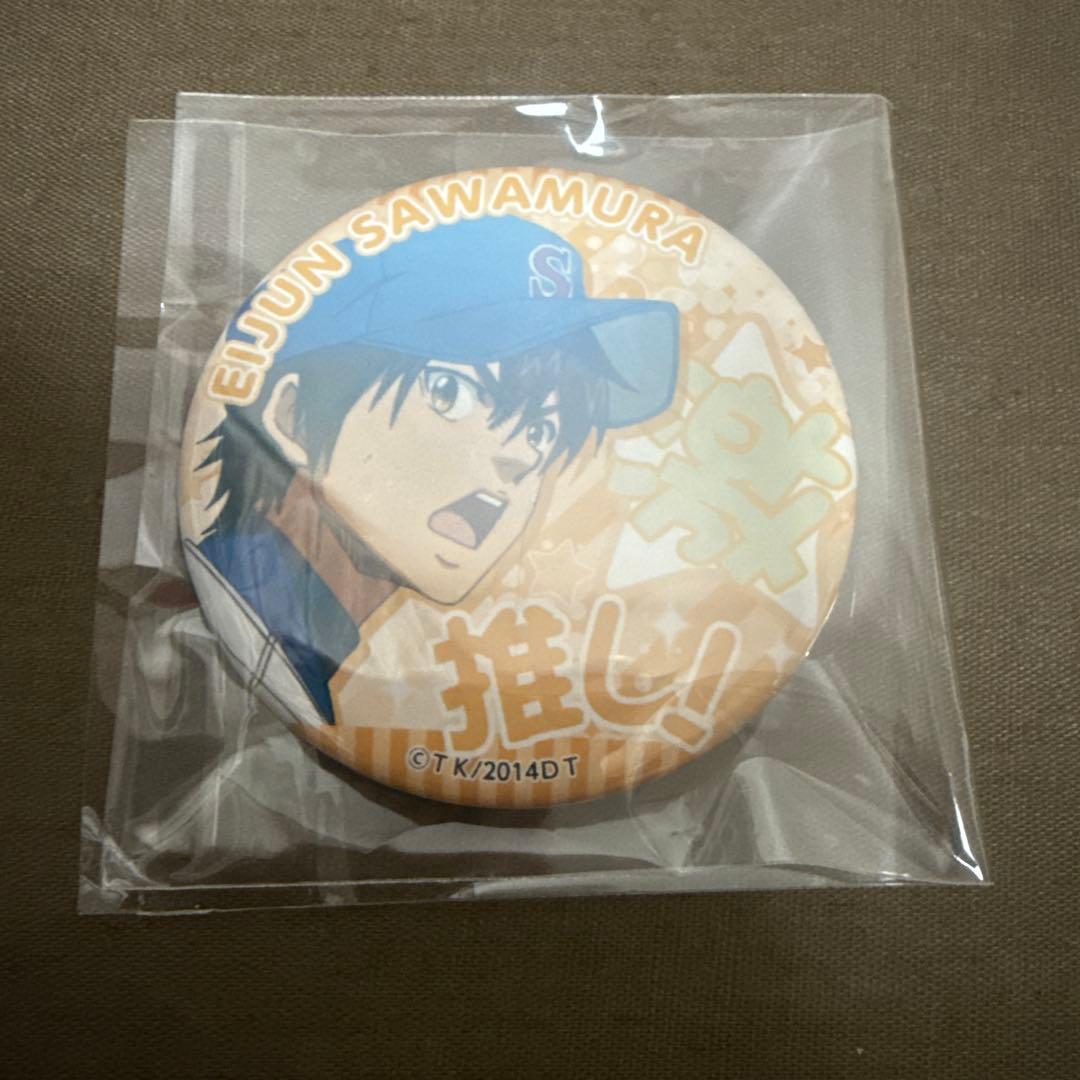 EIJUN SAWAMURA
S
楽
推し!
©TK/2014DT